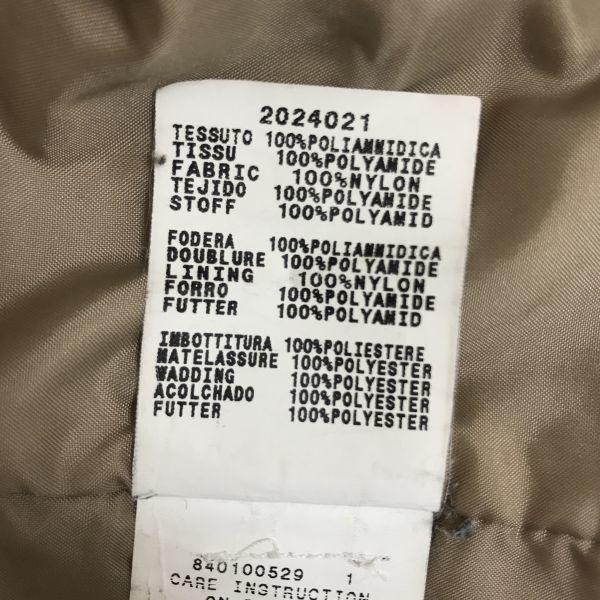 2024021
TESSUTO 100%POLIAMMIDICA
TISSU 100%POLYAMIDE
FABRIC 100%NYLON
TEJIDO 100%POLYAMIDE
STOFF 100%POLYAMID
FODERA 100%POLIAMMIDICA
DOUBLURE 100%POLYAMIDE
LINING 100%NYLON
FORRO 100%POLYAMIDE
FUTTER 100%POLYAMID
IMBOTTITURA 100%POLIESTERE
MATELASSURE 100%POLYESTER
WADDING 100%POLYESTER
ACOLCHADO 100%POLYESTER
FUTTER 100%POLYESTER
840100529 1
CARE INSTRUCTION
ON